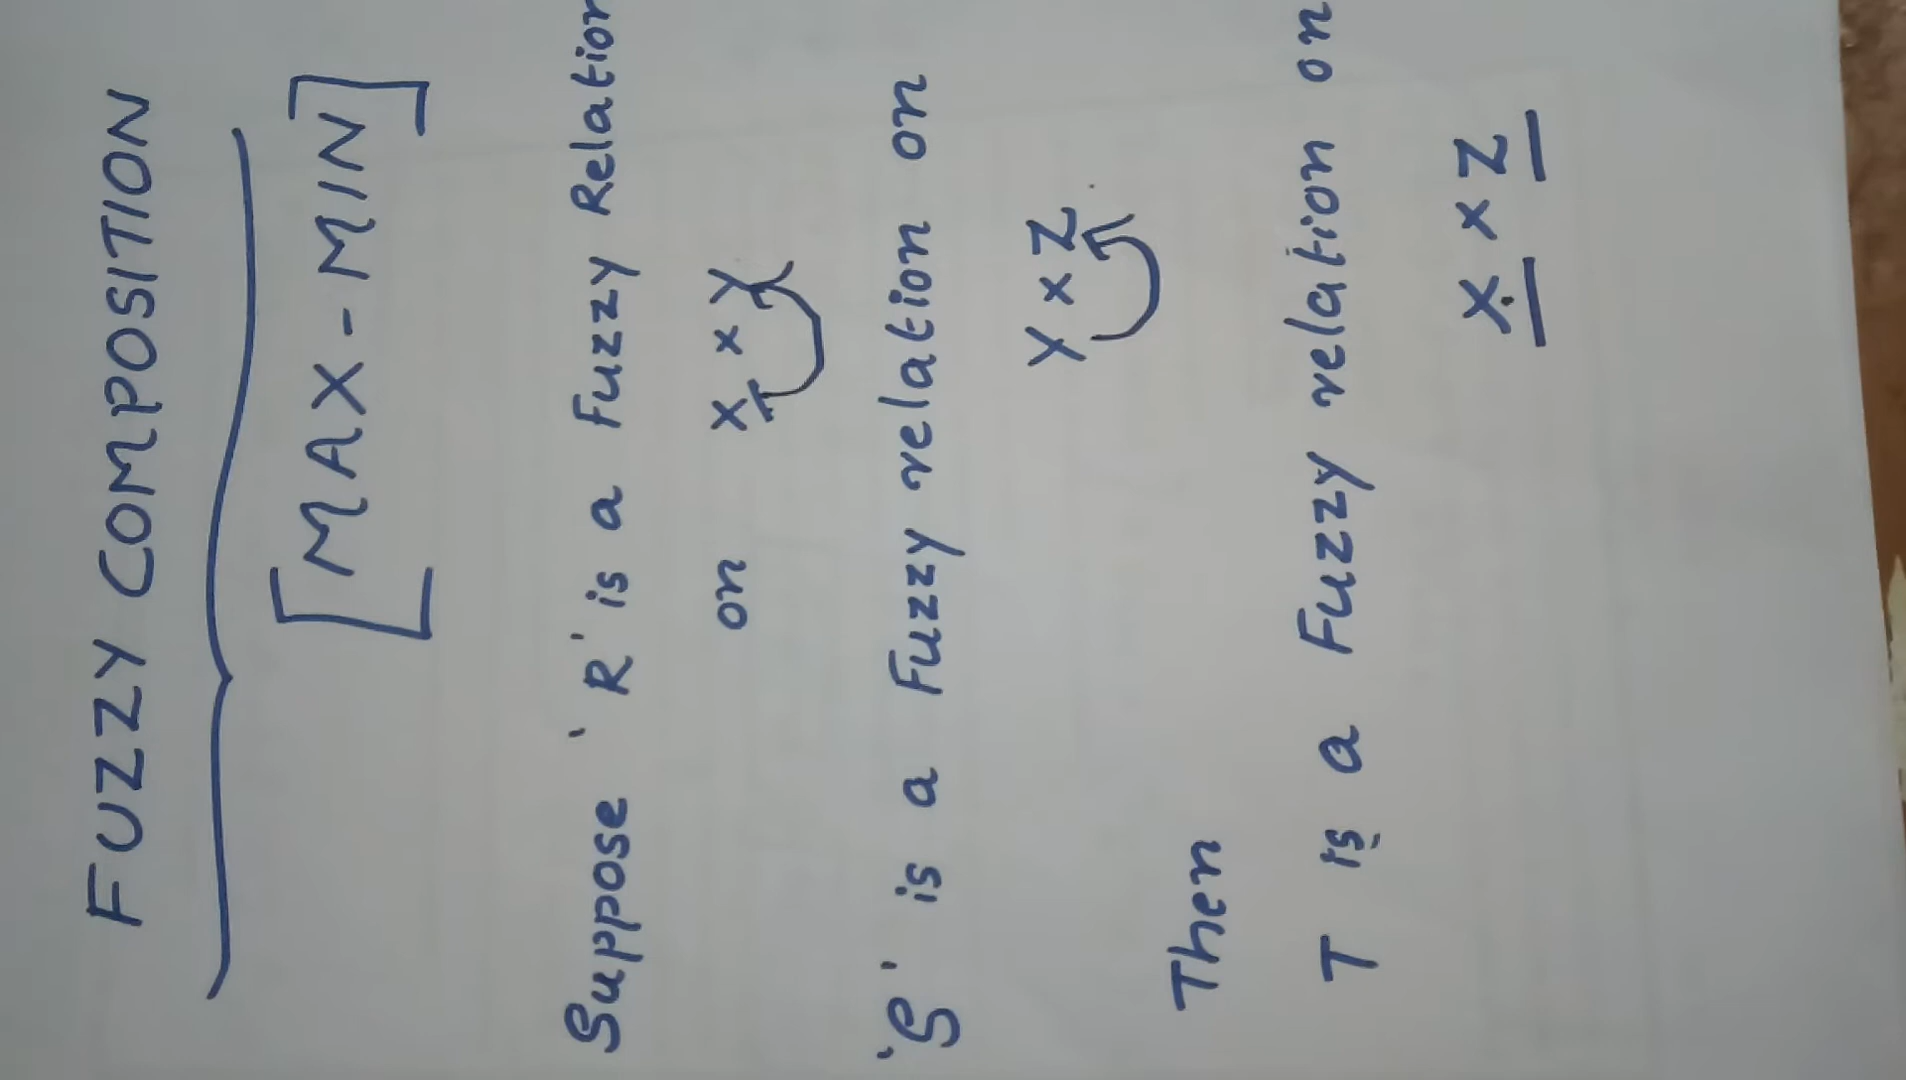 FUZZY COMPOSITION
[MAX-MIN]
Suppose 'R' is a Fuzzy Relation
on X × Y
'S' is a Fuzzy relation on
Y × Z
Then
T is a Fuzzy relation on
X × Z